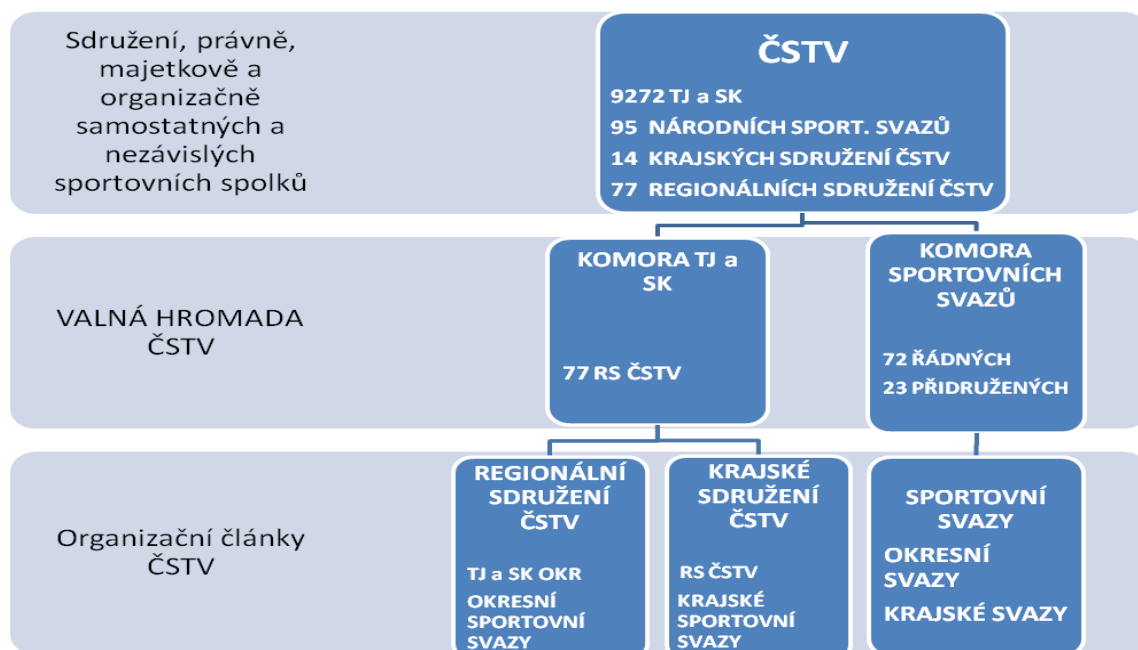 Sdružení, právně,
majetkově a
organizačně
samostatných a
nezávislých
sportovních spolků
ČSTV
9272 TJ a SK
95 NÁRODNÍCH SPORT. SVAZŮ
14 KRAJSKÝCH SDRUŽENÍ ČSTV
77 REGIONÁLNÍCH SDRUŽENÍ ČSTV
VALNÁ HROMADA
ČSTV
KOMORA TJ a
SK
77 RS ČSTV
KOMORA
SPORTOVNÍCH
SVAZŮ
72 ŘÁDNÝCH
23 PŘIDRUŽENÝCH
Organizační články
ČSTV
REGIONÁLNÍ
SDRUŽENÍ
ČSTV
TJ a SK OKR
OKRESNÍ
SPORTOVNÍ
SVAZY
KRAJSKÉ
SDRUŽENÍ
ČSTV
RS ČSTV
KRAJSKÉ
SPORTOVNÍ
SVAZY
SPORTOVNÍ
SVAZY
OKRESNÍ
SVAZY
KRAJSKÉ SVAZY